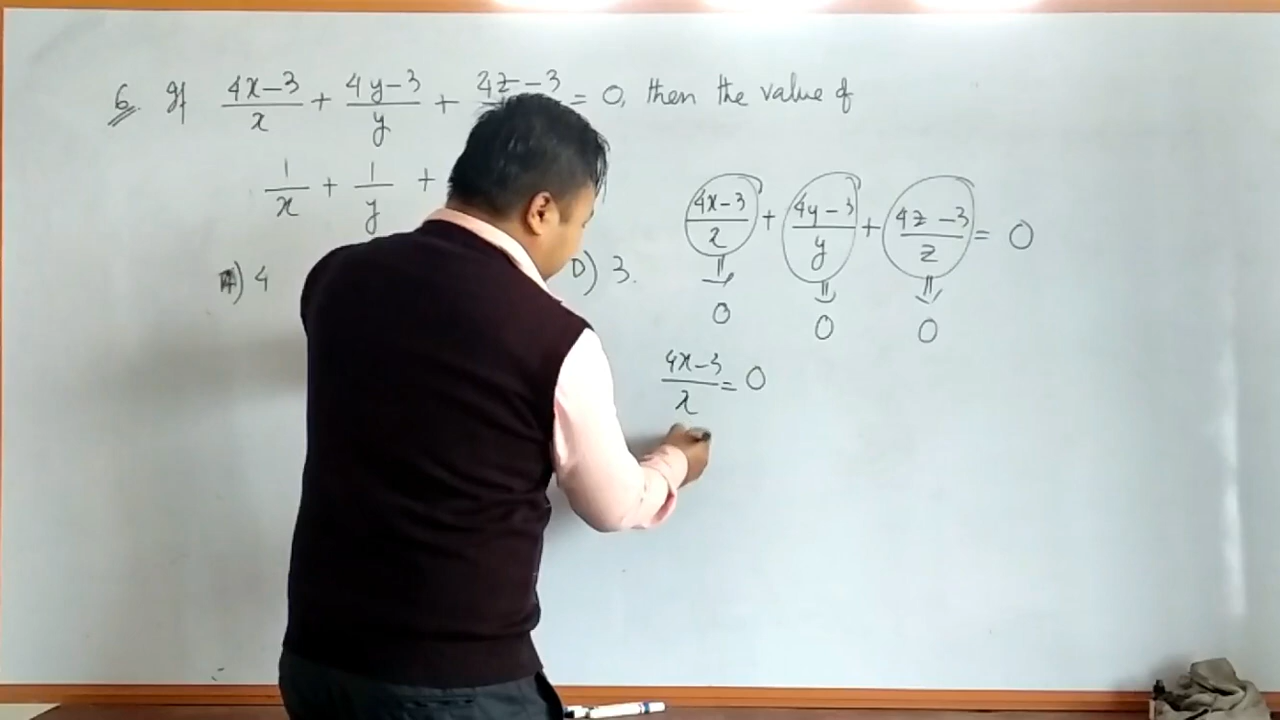 6. If (4x-3)/x + (4y-3)/y + 4z-3 = 0, then the value of
1/x + 1/y +
A) 4 D) 3.
(4x-3)/x + (4y-3)/y + (4z-3)/z = 0
0 0 0
(4x-3)/x = 0